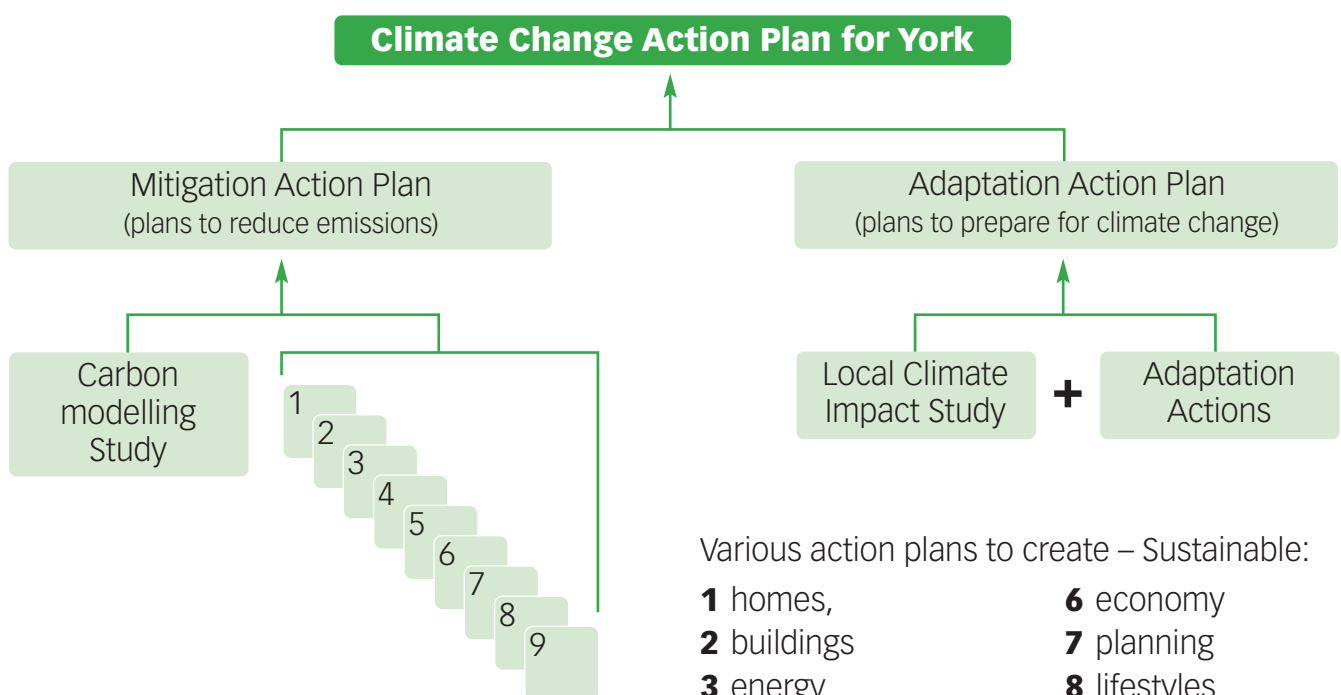 Climate Change Action Plan for York
Mitigation Action Plan
(plans to reduce emissions)
Adaptation Action Plan
(plans to prepare for climate change)
Carbon
modelling
Study
1
2
3
4
5
6
7
8
9
Local Climate
Impact Study
+
Adaptation
Actions
Various action plans to create – Sustainable:
1 homes,
2 buildings
3 energy
6 economy
7 planning
8 lifestyles